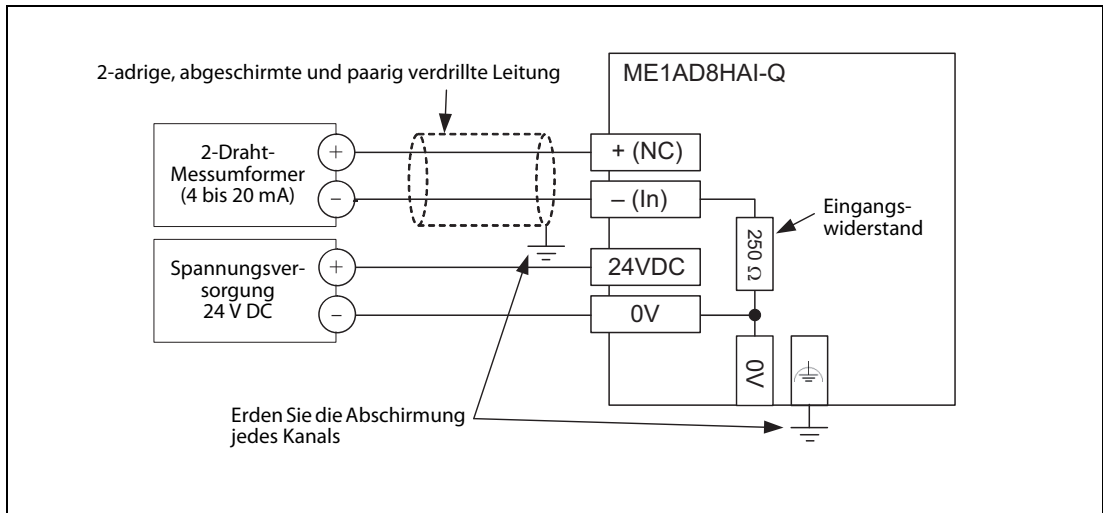 ME1AD8HAI-Q
2-adrige, abgeschirmte und paarig verdrillte Leitung
2-Draht-
Messumformer
(4 bis 20 mA)
+
–
+ (NC)
– (In)
Eingangs-
widerstand
250 Ω
Spannungsver-
sorgung
24 V DC
+
–
24VDC
0V
0V
Erden Sie die Abschirmung
jedes Kanals